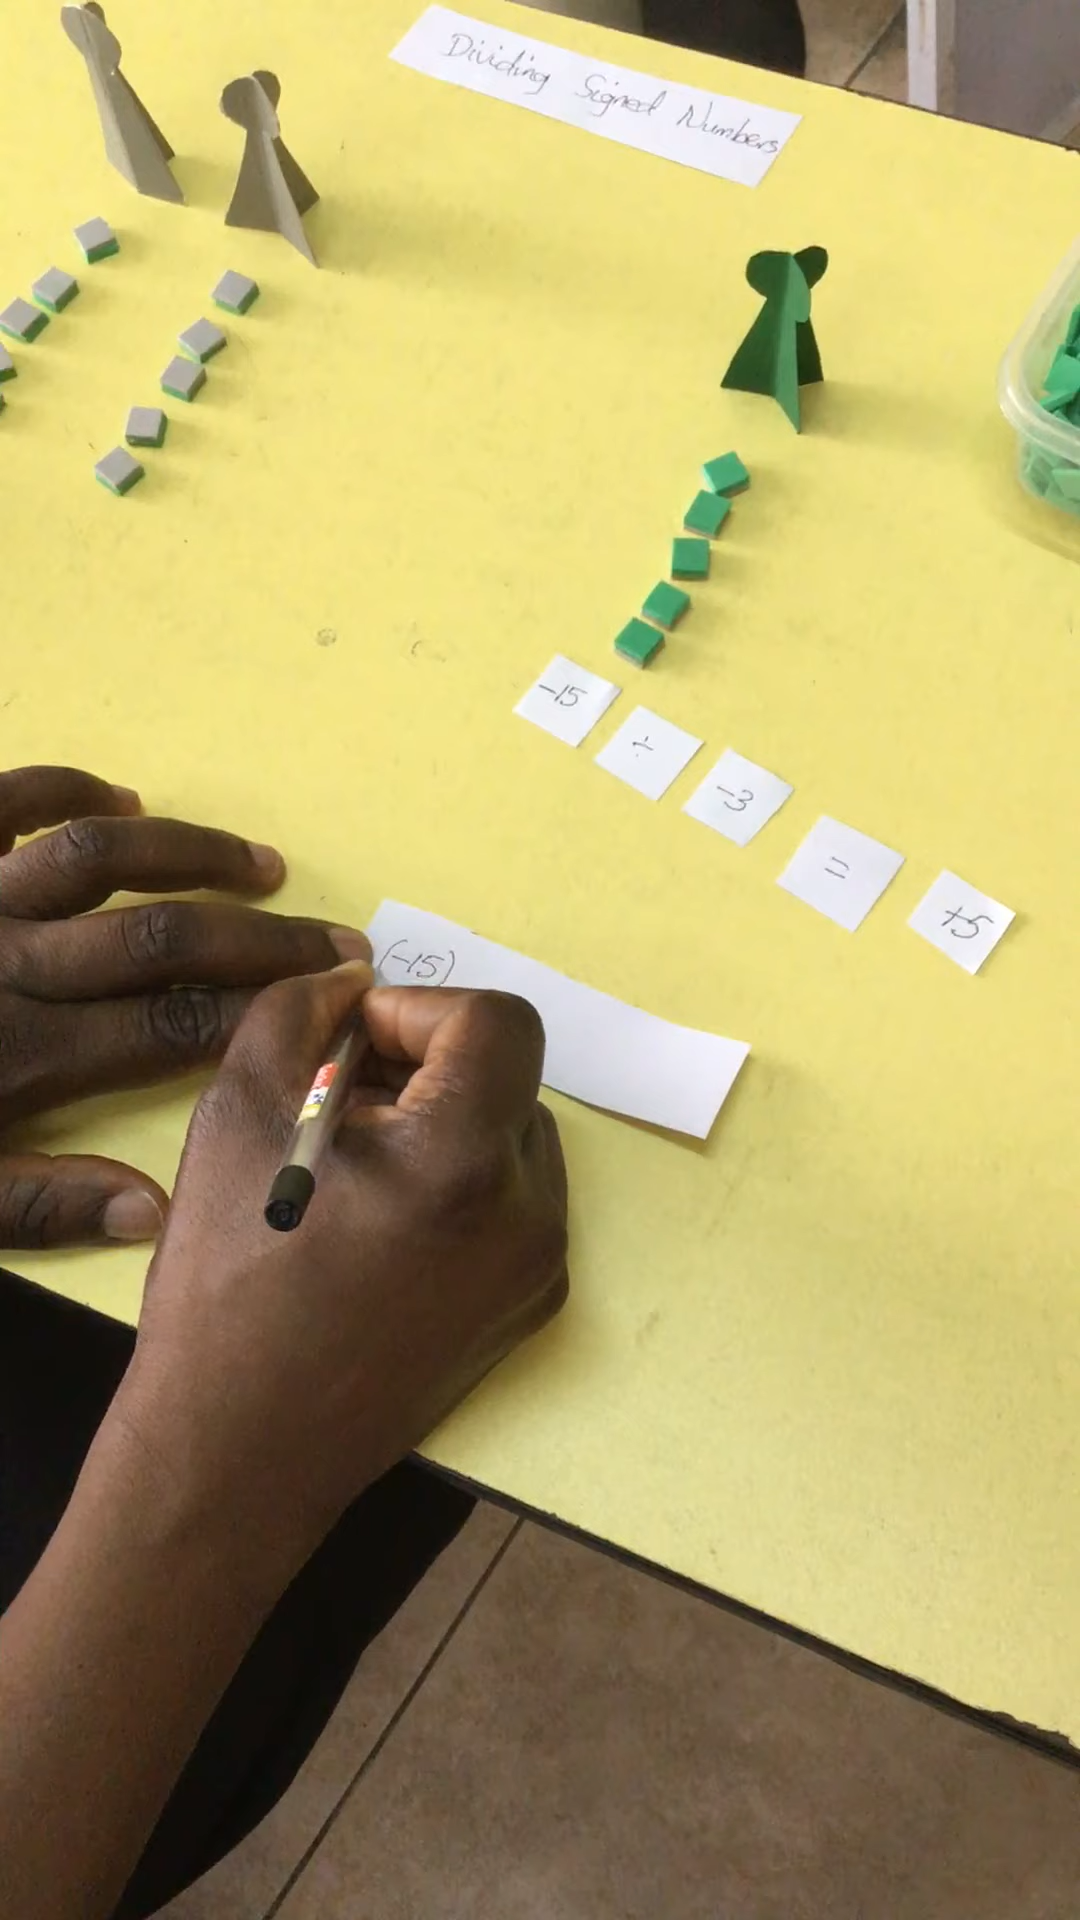 Dividing Signed Numbers
-15 ÷ -3 = +5
(-15)